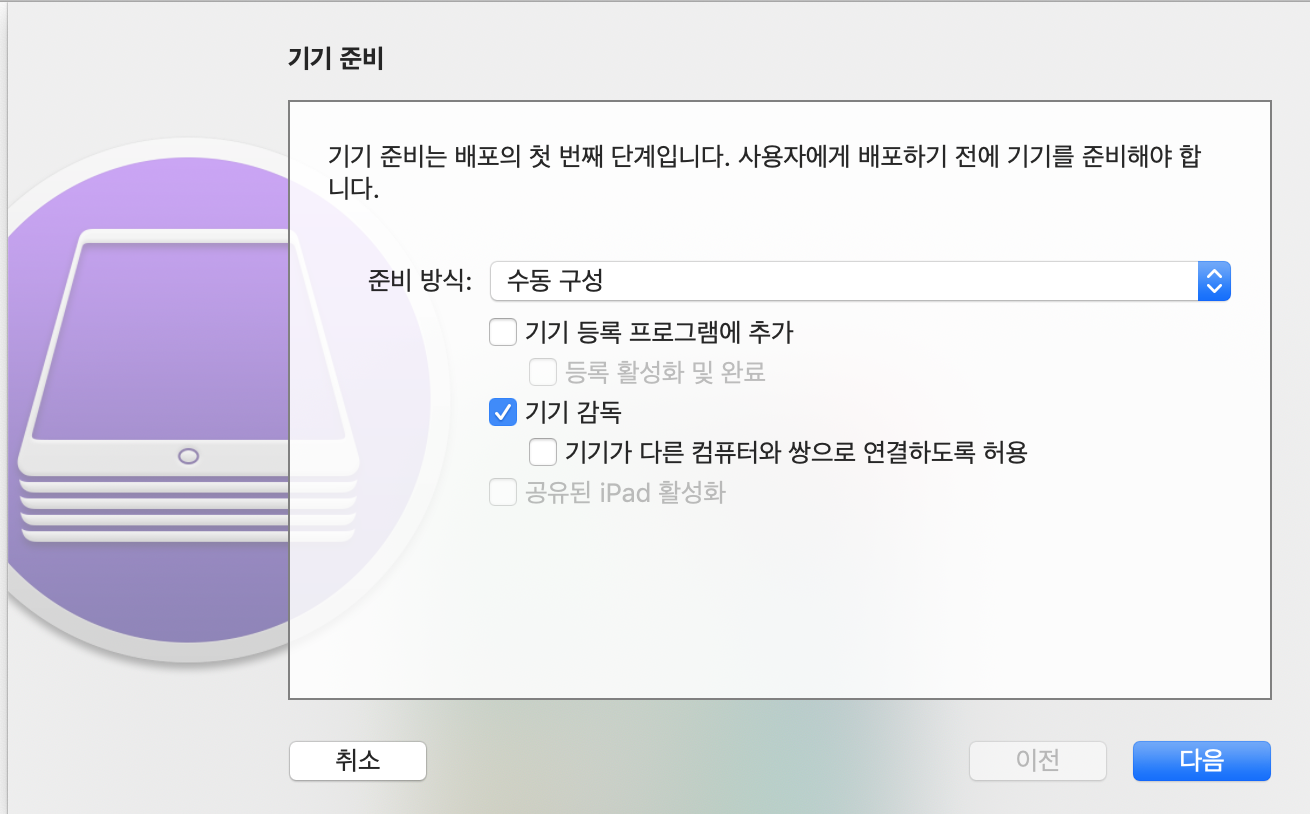 기기 준비
기기 준비는 배포의 첫 번째 단계입니다. 사용자에게 배포하기 전에 기기를 준비해야 합
니다.
준비 방식: 수동 구성
기기 등록 프로그램에 추가
등록 활성화 및 완료
기기 감독
기기가 다른 컴퓨터와 쌍으로 연결하도록 허용
공유된 iPad 활성화
취소 이전 다음